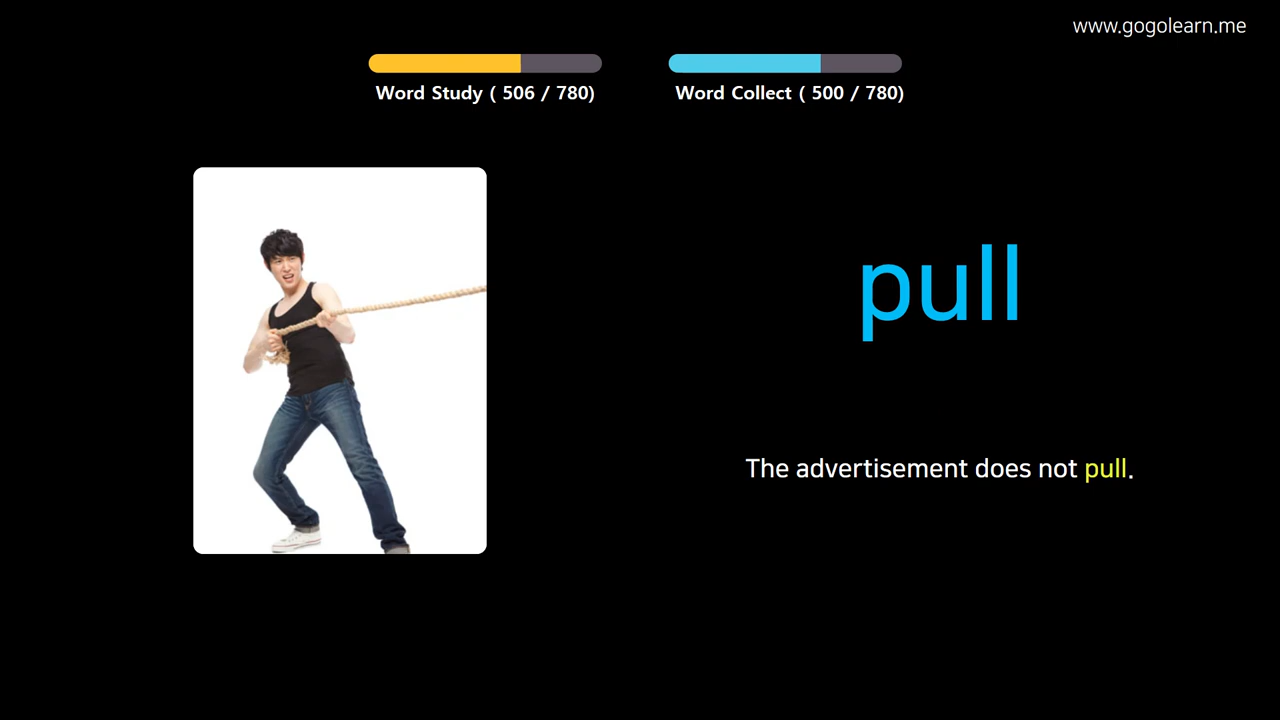 www.gogolearn.me
Word Study ( 506 / 780)
Word Collect ( 500 / 780)
pull
The advertisement does not pull.